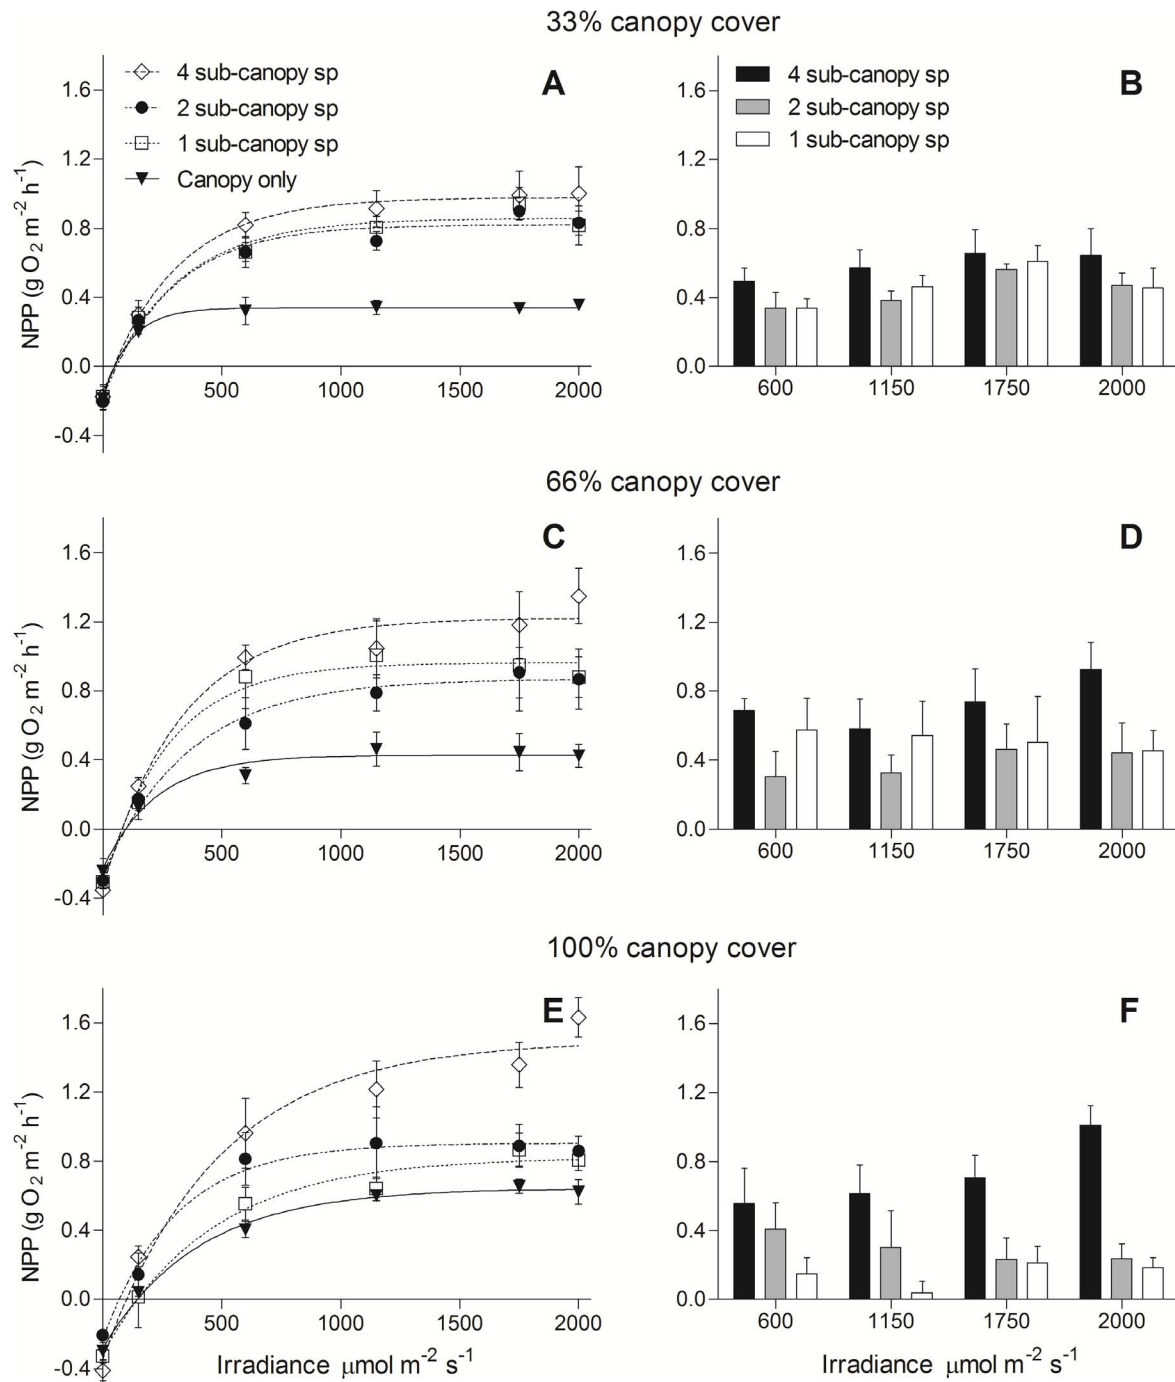 33% canopy cover
A
4 sub-canopy sp
2 sub-canopy sp
1 sub-canopy sp
Canopy only
NPP (g O2 m-2 h-1)
1.6
1.2
0.8
0.4
0.0
-0.4
500 1000 1500 2000
B
4 sub-canopy sp
2 sub-canopy sp
1 sub-canopy sp
1.6
1.2
0.8
0.4
0.0
600 1150 1750 2000
66% canopy cover
C
NPP (g O2 m-2 h-1)
1.6
1.2
0.8
0.4
0.0
-0.4
500 1000 1500 2000
D
1.6
1.2
0.8
0.4
0.0
600 1150 1750 2000
100% canopy cover
E
NPP (g O2 m-2 h-1)
1.6
1.2
0.8
0.4
0.0
-0.4
500 1000 1500 2000
Irradiance μmol m-2 s-1
F
1.6
1.2
0.8
0.4
0.0
600 1150 1750 2000
Irradiance μmol m-2 s-1